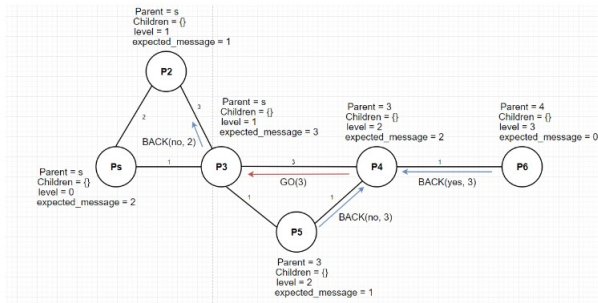 Parent = s
Children = {}
level = 1
expected_message = 1
P2
Parent = s
Children = {}
level = 1
expected_message = 3
Parent = 3
Children = {}
level = 2
expected_message = 2
Parent = 4
Children = {}
level = 3
expected_message = 0
2
3
BACK(no, 2)
Ps
1
P3
3
P4
1
P6
Parent = s
Children = {}
level = 0
expected_message = 2
GO(3)
BACK(yes, 3)
1
1
BACK(no, 3)
P5
Parent = 3
Children = {}
level = 2
expected_message = 1